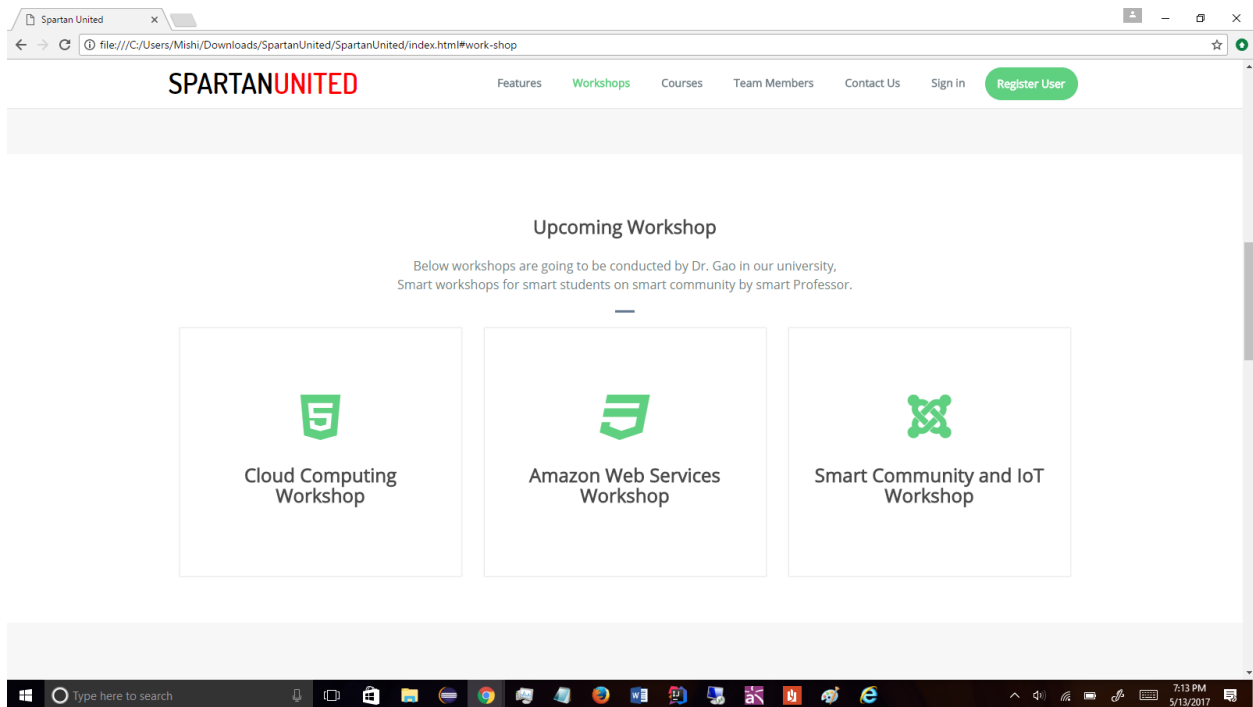 Spartan United
file:///C:/Users/Mishi/Downloads/SpartanUnited/SpartanUnited/index.html#work-shop
SPARTANUNITED
Features
Workshops
Courses
Team Members
Contact Us
Sign in
Register User
Upcoming Workshop
Below workshops are going to be conducted by Dr. Gao in our university,
Smart workshops for smart students on smart community by smart Professor.
Cloud Computing
Workshop
Amazon Web Services
Workshop
Smart Community and IoT
Workshop
Type here to search
7:13 PM
5/13/2017